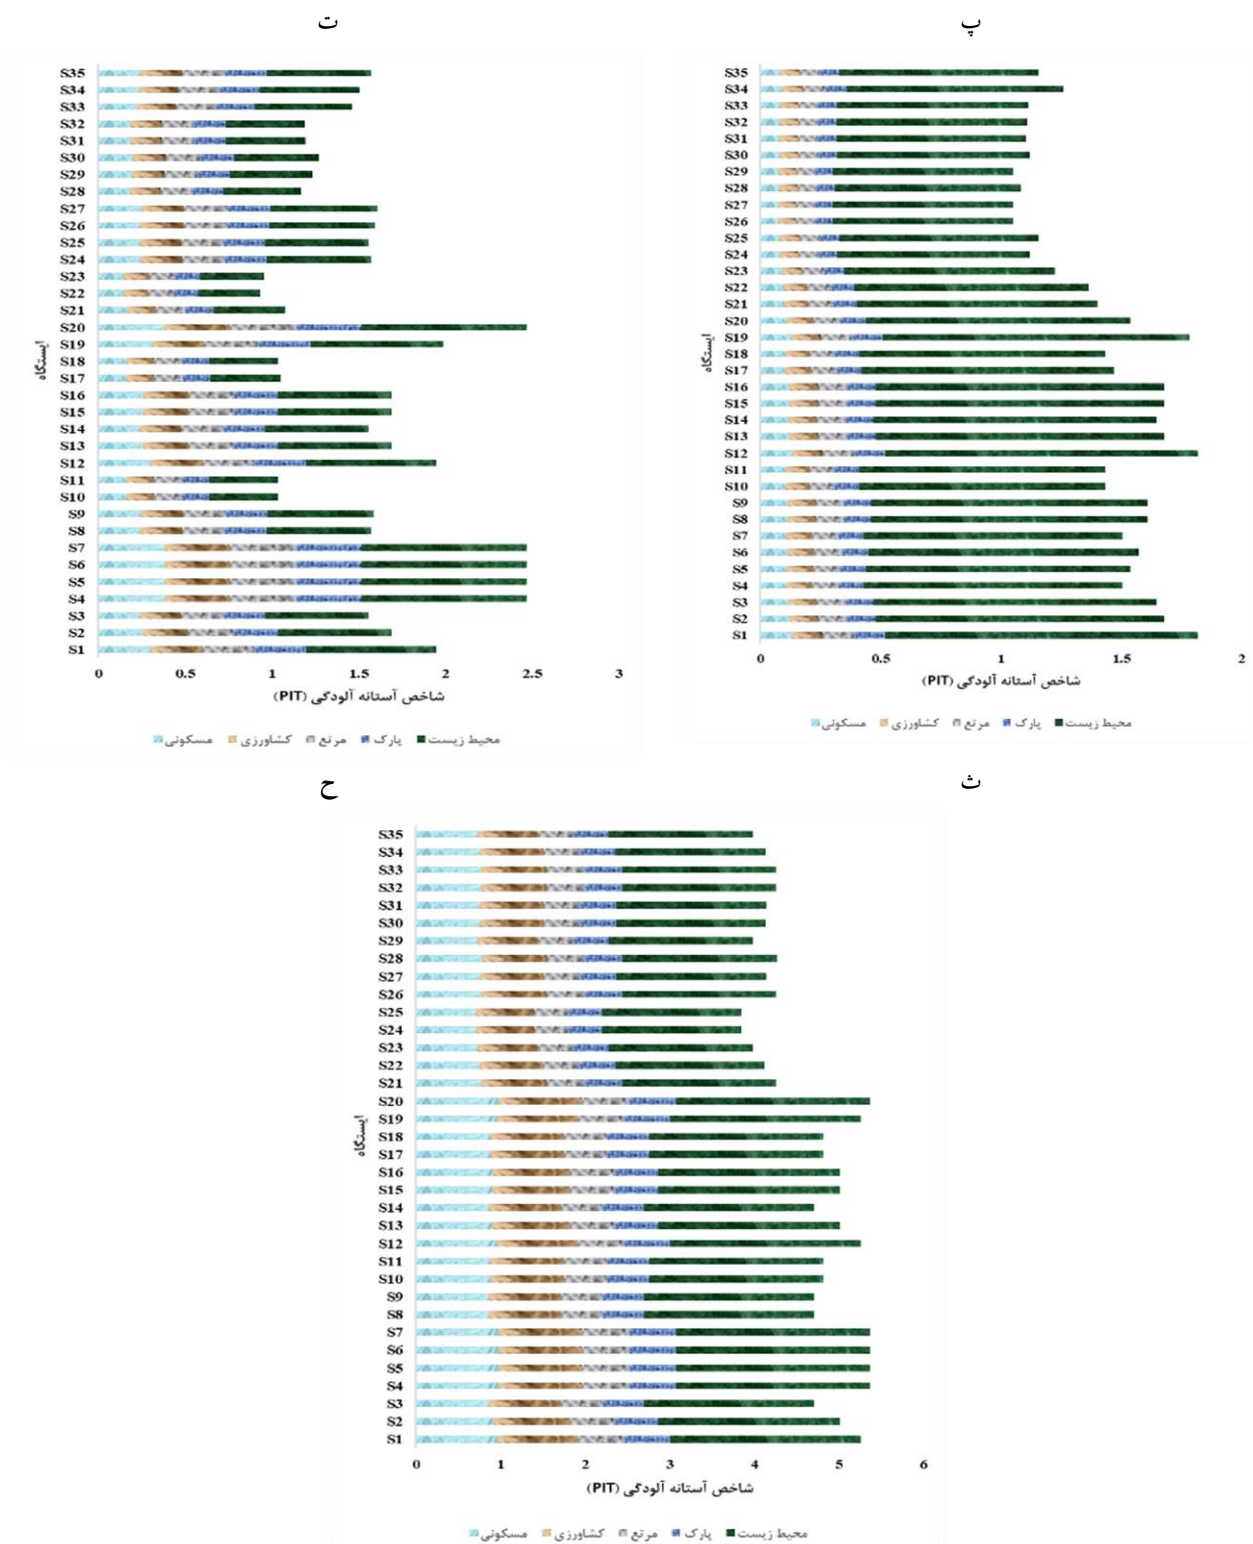 ت
پ
S35
S34
S33
S32
S31
S30
S29
S28
S27
S26
S25
S24
S23
S22
S21
S20
S19
S18
S17
S16
S15
S14
S13
S12
S11
S10
S9
S8
S7
S6
S5
S4
S3
S2
S1
ایستگاه
0 0.5 1 1.5 2 2.5 3
شاخص آستانه آلودگی (PIT)
مسکونی کشاورزی مرتع پارک محیط زیست
S35
S34
S33
S32
S31
S30
S29
S28
S27
S26
S25
S24
S23
S22
S21
S20
S19
S18
S17
S16
S15
S14
S13
S12
S11
S10
S9
S8
S7
S6
S5
S4
S3
S2
S1
ایستگاه
0 0.5 1 1.5 2
شاخص آستانه آلودگی (PIT)
مسکونی کشاورزی مرتع پارک محیط زیست
ح
ث
S35
S34
S33
S32
S31
S30
S29
S28
S27
S26
S25
S24
S23
S22
S21
S20
S19
S18
S17
S16
S15
S14
S13
S12
S11
S10
S9
S8
S7
S6
S5
S4
S3
S2
S1
ایستگاه
0 1 2 3 4 5 6
شاخص آستانه آلودگی (PIT)
مسکونی کشاورزی مرتع پارک محیط زیست